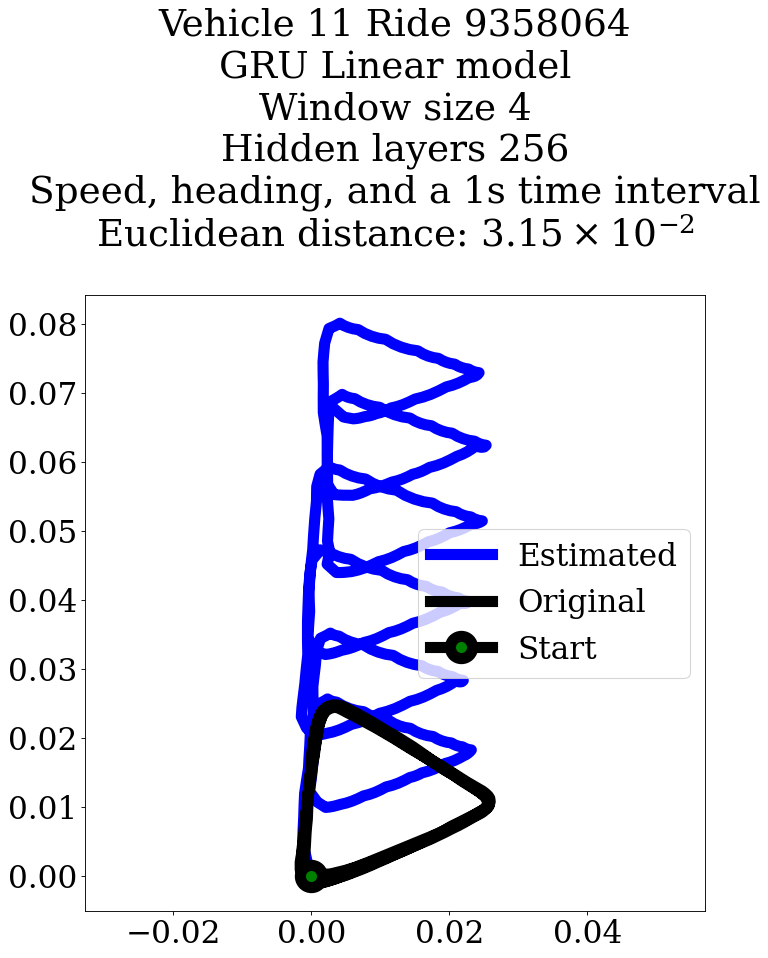 Vehicle 11 Ride 9358064
GRU Linear model
Window size 4
Hidden layers 256
Speed, heading, and a 1s time interval
Euclidean distance: 3.15 × 10⁻²
0.08
0.07
0.06
0.05
0.04
0.03
0.02
0.01
0.00
Estimated
Original
Start
−0.02 0.00 0.02 0.04